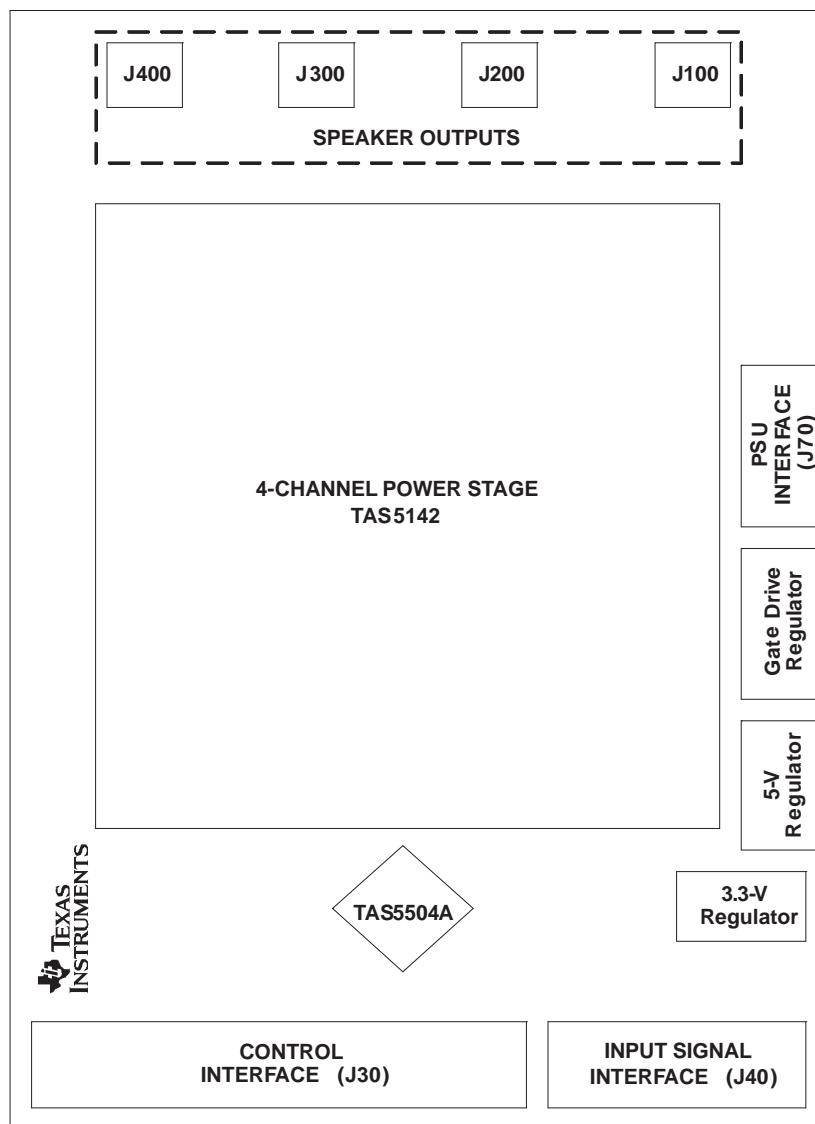 J400
J300
J200
J100
SPEAKER OUTPUTS
4-CHANNEL POWER STAGE
TAS5142
PSU
INTERFACE
(J70)
Gate Drive
Regulator
5-V
Regulator
TEXAS
INSTRUMENTS
TAS5504A
3.3-V
Regulator
CONTROL
INTERFACE (J30)
INPUT SIGNAL
INTERFACE (J40)